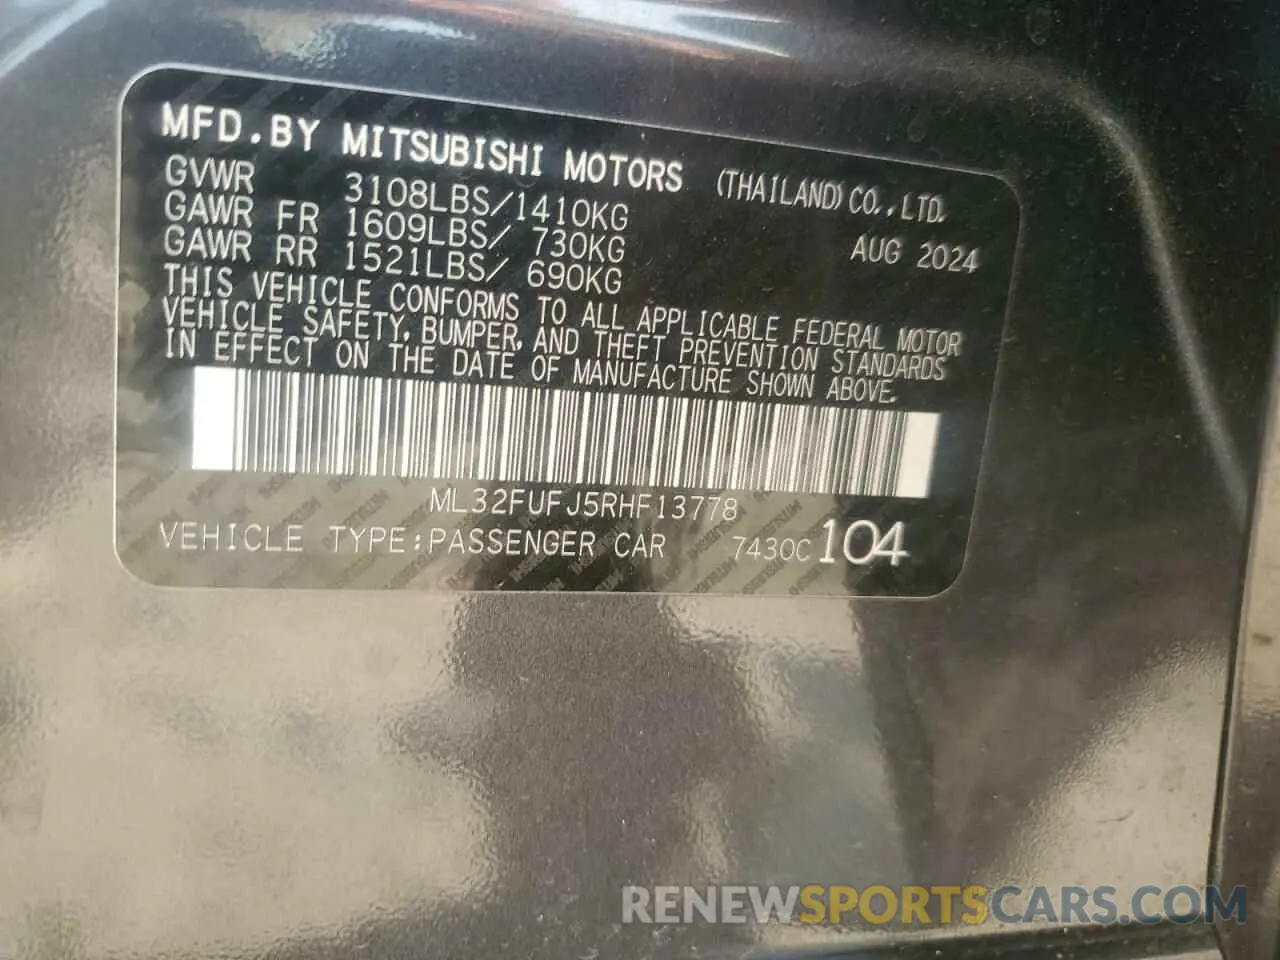 MFD.BY MITSUBISHI MOTORS (THAILAND) CO.,LTD.
GVWR 3108LBS/1410KG
GAWR FR 1609LBS/ 730KG AUG 2024
GAWR RR 1521LBS/ 690KG
THIS VEHICLE CONFORMS TO ALL APPLICABLE FEDERAL MOTOR
VEHICLE SAFETY, BUMPER, AND THEFT PREVENTION STANDARDS
IN EFFECT ON THE DATE OF MANUFACTURE SHOWN ABOVE.
ML32FUFJ5RHF13778
VEHICLE TYPE:PASSENGER CAR 7430C 104
RENEWSPORTSCARS.COM